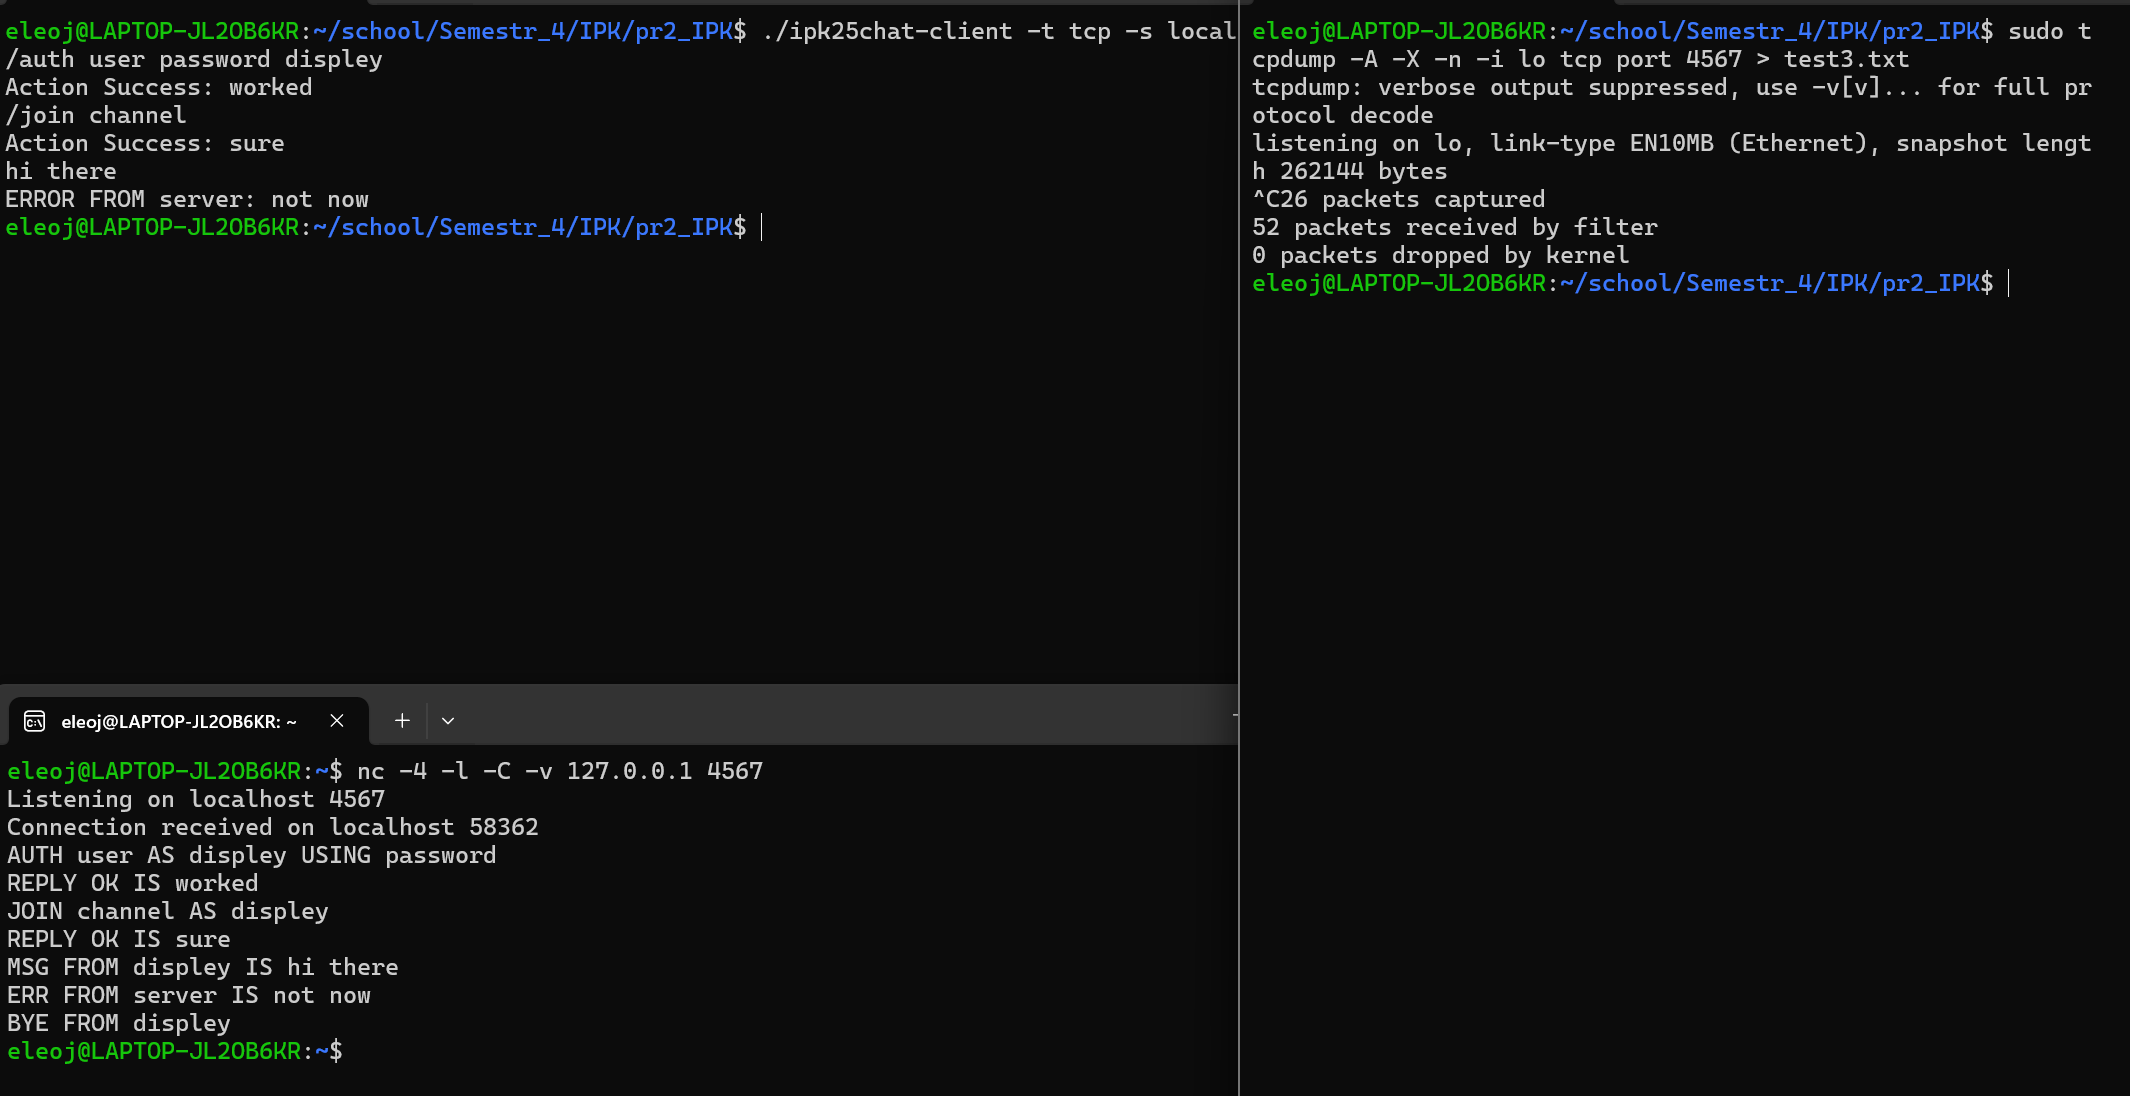 eleoj@LAPTOP-JL2OB6KR:~/school/Semestr_4/IPK/pr2_IPK$ ./ipk25chat-client -t tcp -s local
/auth user password displey
Action Success: worked
/join channel
Action Success: sure
hi there
ERROR FROM server: not now
eleoj@LAPTOP-JL2OB6KR:~/school/Semestr_4/IPK/pr2_IPK$
eleoj@LAPTOP-JL2OB6KR:~/school/Semestr_4/IPK/pr2_IPK$ sudo t
cpdump -A -X -n -i lo tcp port 4567 > test3.txt
tcpdump: verbose output suppressed, use -v[v]... for full pr
otocol decode
listening on lo, link-type EN10MB (Ethernet), snapshot lengt
h 262144 bytes
^C26 packets captured
52 packets received by filter
0 packets dropped by kernel
eleoj@LAPTOP-JL2OB6KR:~/school/Semestr_4/IPK/pr2_IPK$
eleoj@LAPTOP-JL2OB6KR: ~
eleoj@LAPTOP-JL2OB6KR:~$ nc -4 -l -C -v 127.0.0.1 4567
Listening on localhost 4567
Connection received on localhost 58362
AUTH user AS displey USING password
REPLY OK IS worked
JOIN channel AS displey
REPLY OK IS sure
MSG FROM displey IS hi there
ERR FROM server IS not now
BYE FROM displey
eleoj@LAPTOP-JL2OB6KR:~$